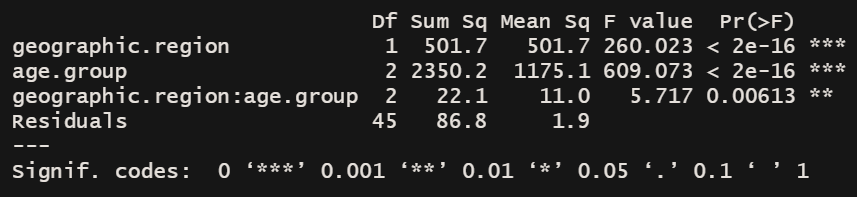 Df Sum Sq Mean Sq F value Pr(>F)
geographic.region 1 501.7 501.7 260.023 < 2e-16 ***
age.group 2 2350.2 1175.1 609.073 < 2e-16 ***
geographic.region:age.group 2 22.1 11.0 5.717 0.00613 **
Residuals 45 86.8 1.9
---
Signif. codes: 0 ‘***’ 0.001 ‘**’ 0.01 ‘*’ 0.05 ‘.’ 0.1 ‘ ’ 1